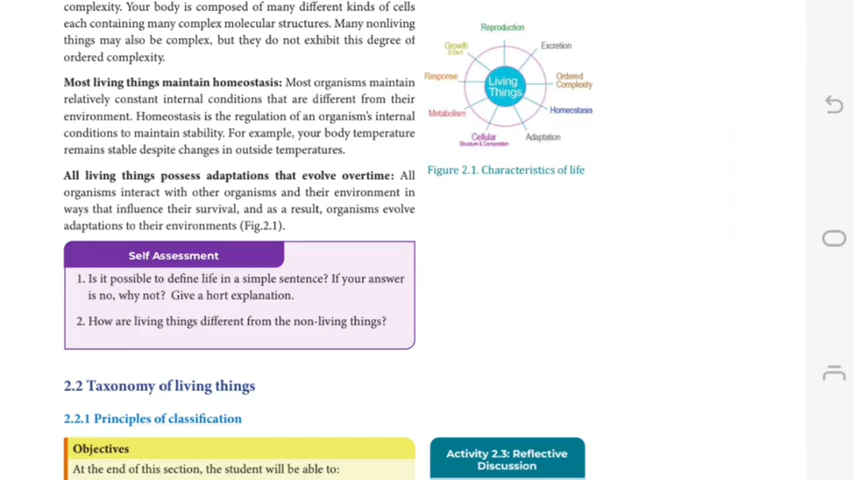 complexity. Your body is composed of many different kinds of cells
each containing many complex molecular structures. Many nonliving
things may also be complex, but they do not exhibit this degree of
ordered complexity.
Most living things maintain homeostasis: Most organisms maintain
relatively constant internal conditions that are different from their
environment. Homeostasis is the regulation of an organism's internal
conditions to maintain stability. For example, your body temperature
remains stable despite changes in outside temperatures.
All living things possess adaptations that evolve overtime: All
organisms interact with other organisms and their environment in
ways that influence their survival, and as a result, organisms evolve
adaptations to their environments (Fig.2.1).
Reproduction
Growth
& Dev't
Excretion
Response
Living
Things
Ordered
Complexity
Metabolism
Homeostasis
Cellular
Structure & Composition
Adaptation
Figure 2.1. Characteristics of life
Self Assessment
1. Is it possible to define life in a simple sentence? If your answer
is no, why not? Give a hort explanation.
2. How are living things different from the non-living things?
2.2 Taxonomy of living things
2.2.1 Principles of classification
Objectives
At the end of this section, the student will be able to:
Activity 2.3: Reflective
Discussion